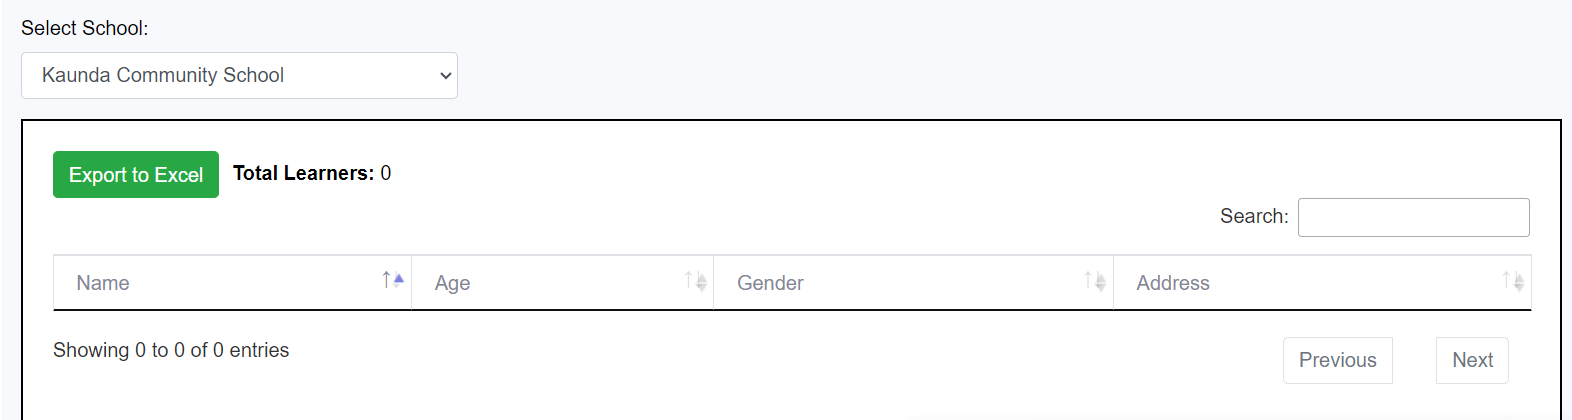 Select School:
Kaunda Community School
Export to Excel Total Learners: 0
Search:
Name Age Gender Address
Showing 0 to 0 of 0 entries
Previous Next